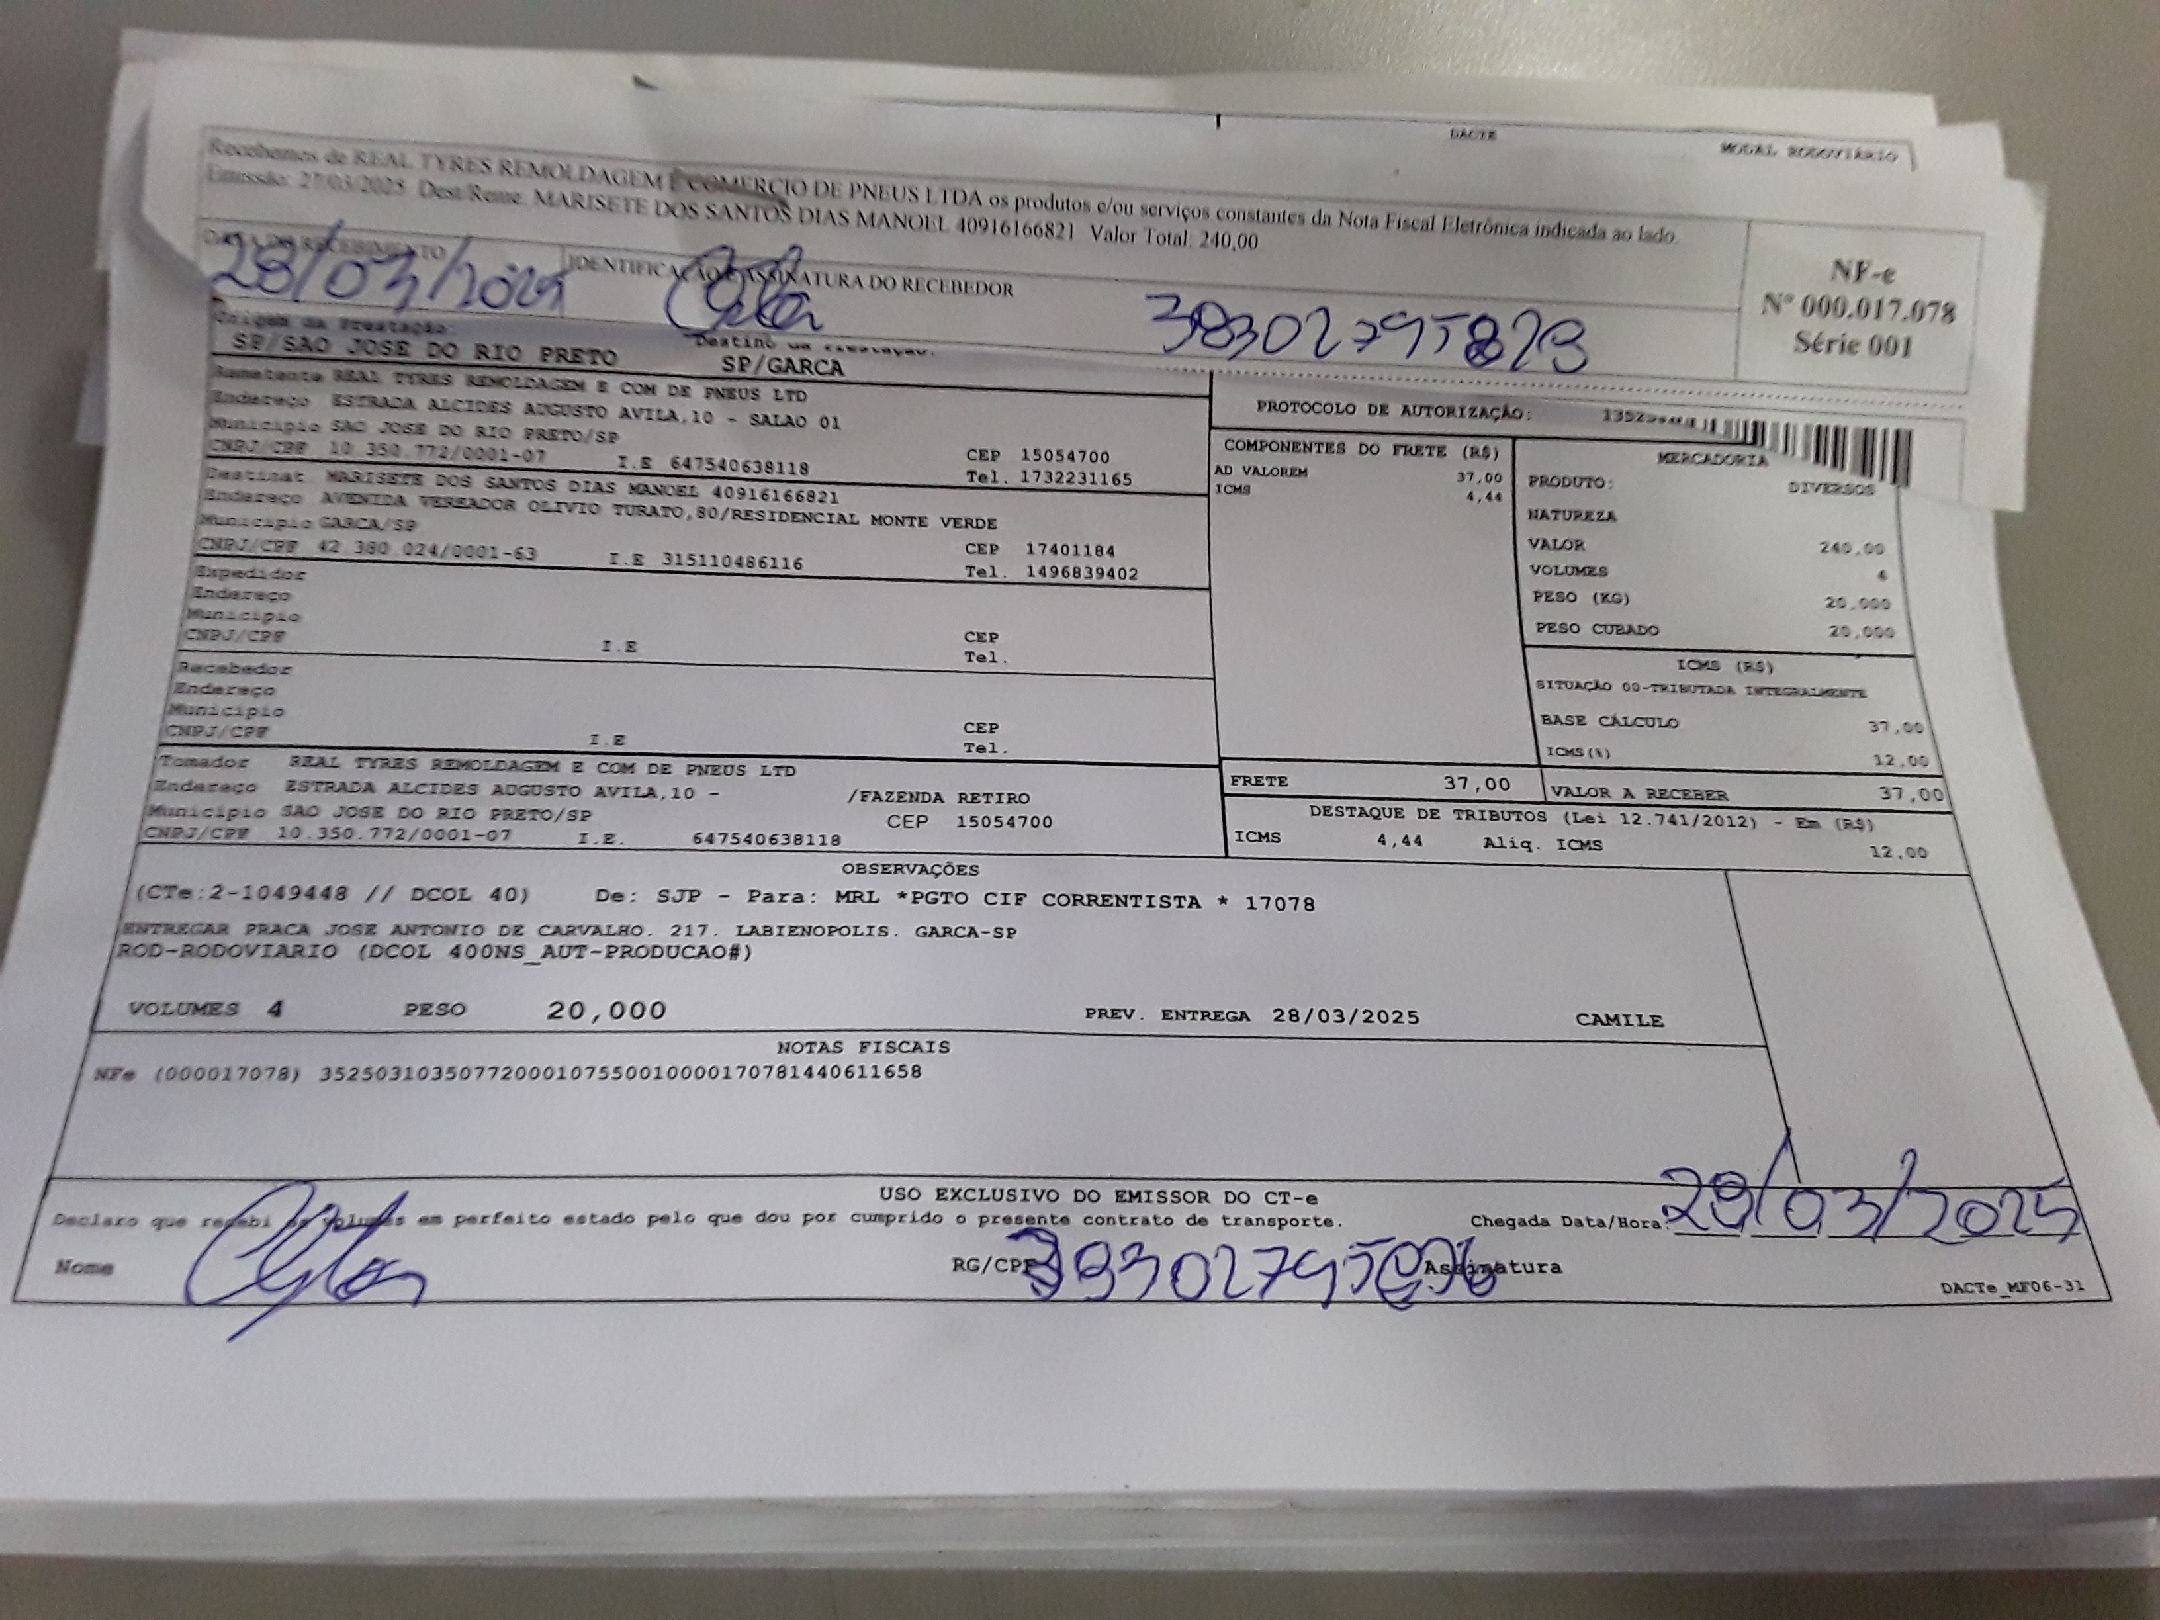 DACTE
MODAL RODOVIÁRIO
Recebemos de REAL TYRES REMOLDAGEM E COMERCIO DE PNEUS LTDA os produtos e/ou serviços constantes da Nota Fiscal Eletrônica indicada ao lado.
Emissão: 27/03/2025 Dest/Reme: MARISETE DOS SANTOS DIAS MANOEL 40916166821 Valor Total: 240,00
DATA DO RECEBIMENTO
IDENTIFICAÇÃO ASSINATURA DO RECEBEDOR
/03/2025
NF-e
Nº 000.017.078
Série 001
Origem da Prestação:
SP/SAO JOSE DO RIO PRETO
Destino da Prestação:
SP/GARCA
Remetente REAL TYRES REMOLDAGEM E COM DE PNEUS LTD
Endereço ESTRADA ALCIDES AUGUSTO AVILA,10 - SALAO 01
Município SAO JOSE DO RIO PRETO/SP CEP 15054700
CNPJ/CPF 10.350.772/0001-07 I.E 647540638118 Tel. 1732231165
Destinat. MARISETE DOS SANTOS DIAS MANOEL 40916166821
Endereço AVENIDA VEREADOR OLIVIO TURATO,80/RESIDENCIAL MONTE VERDE
Município GARCA/SP CEP 17401184
CNPJ/CPF 42.380.024/0001-63 I.E 315110486116 Tel. 1496839402
Expedidor
Endereço
Município CEP
CNPJ/CPF I.E Tel.
Recebedor
Endereço
Município CEP
CNPJ/CPF I.E Tel.
Tomador REAL TYRES REMOLDAGEM E COM DE PNEUS LTD
Endereço ESTRADA ALCIDES AUGUSTO AVILA,10 - /FAZENDA RETIRO
Município SAO JOSE DO RIO PRETO/SP CEP 15054700
CNPJ/CPF 10.350.772/0001-07 I.E. 647540638118
PROTOCOLO DE AUTORIZAÇÃO:
COMPONENTES DO FRETE (R$)
AD VALOREM 37,00
ICMS 4,44
MERCADORIA
PRODUTO: DIVERSOS
NATUREZA
VALOR 240,00
VOLUMES 4
PESO (KG) 20,000
PESO CUBADO 20,000
ICMS (R$)
SITUAÇÃO 00-TRIBUTADA INTEGRALMENTE
BASE CÁLCULO 37,00
ICMS(%) 12,00
FRETE 37,00
VALOR A RECEBER 37,00
DESTAQUE DE TRIBUTOS (Lei 12.741/2012) - Em (R$)
ICMS 4,44 Aliq. ICMS 12,00
OBSERVAÇÕES
(CTe:2-1049448 // DCOL 40) De: SJP - Para: MRL *PGTO CIF CORRENTISTA * 17078
ENTREGAR PRACA JOSE ANTONIO DE CARVALHO. 217. LABIENOPOLIS. GARCA-SP
ROD-RODOVIARIO (DCOL 400NS_AUT-PRODUCAO#)
VOLUMES 4 PESO 20,000 PREV. ENTREGA 28/03/2025 CAMILE
NOTAS FISCAIS
NFe (000017078) 35250310350772000107550010000170781440611658
USO EXCLUSIVO DO EMISSOR DO CT-e
Declaro que recebi os volumes em perfeito estado pelo que dou por cumprido o presente contrato de transporte.
Chegada Data/Hora: /03/2025
Nome RG/CPF Assinatura
DACTe_MF06-31